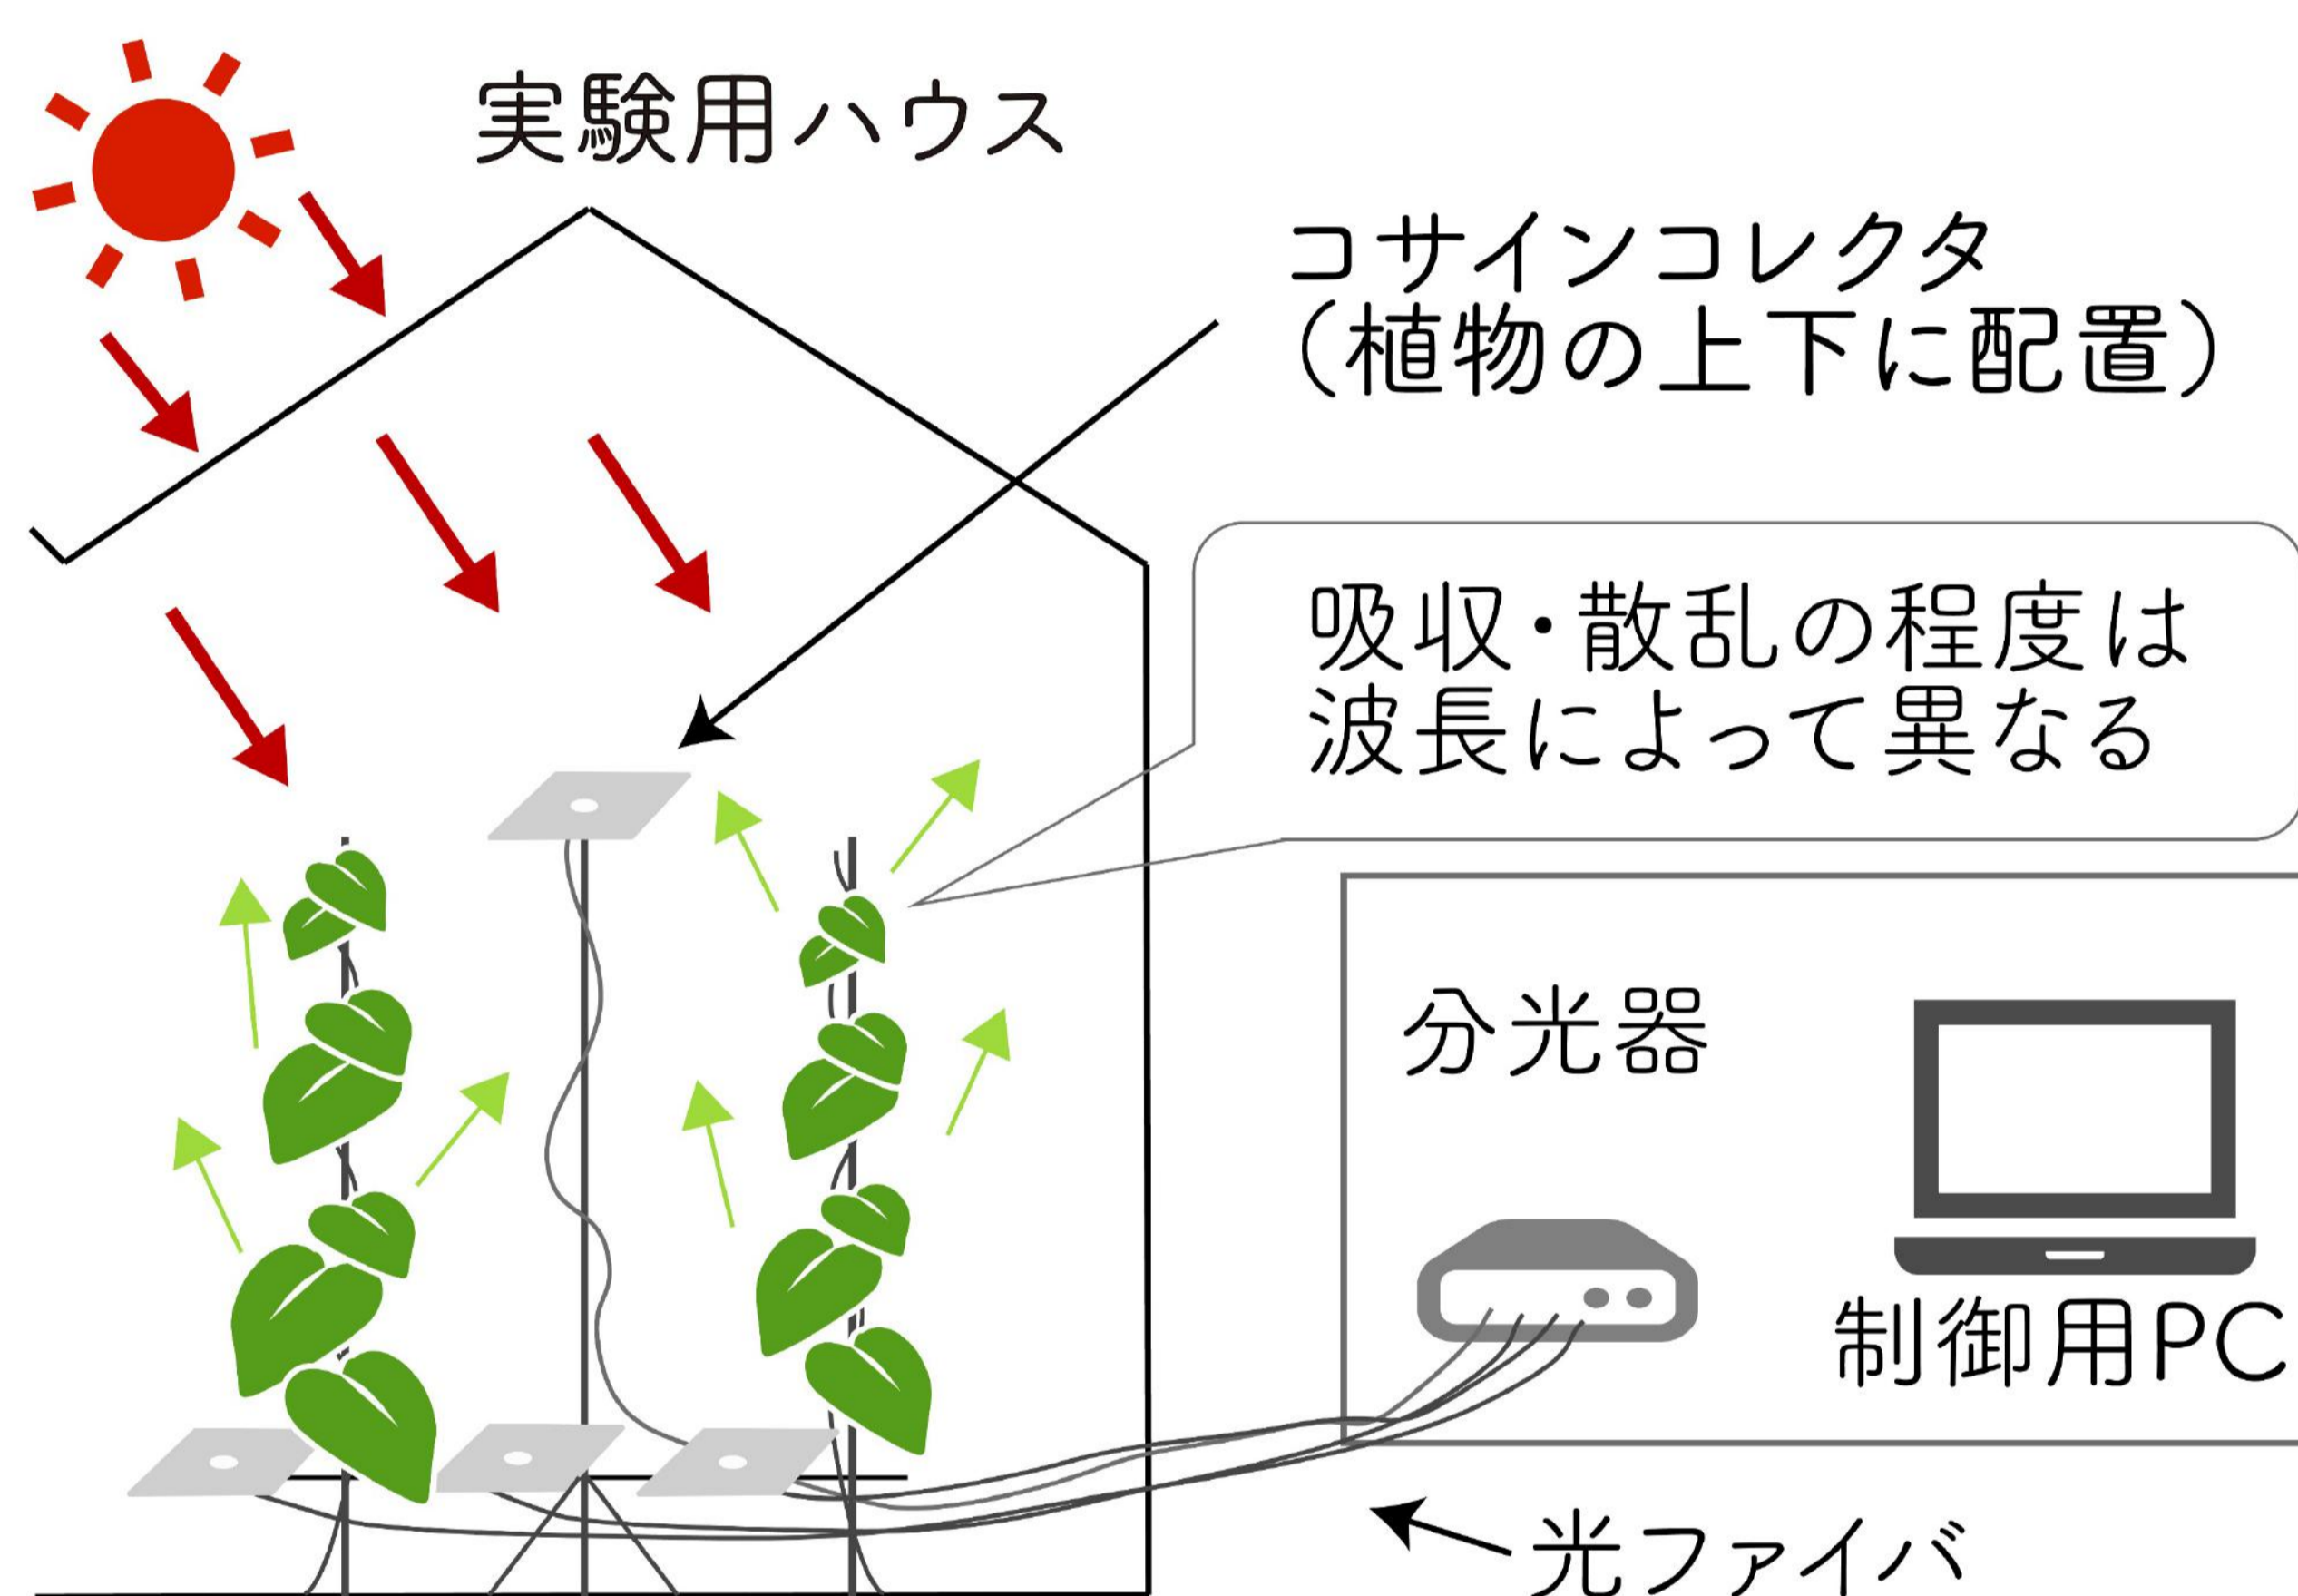 実験用ハウス
コサインコレクタ
（植物の上下に配置）
吸収・散乱の程度は
波長によって異なる
分光器
制御用PC
光ファイバ